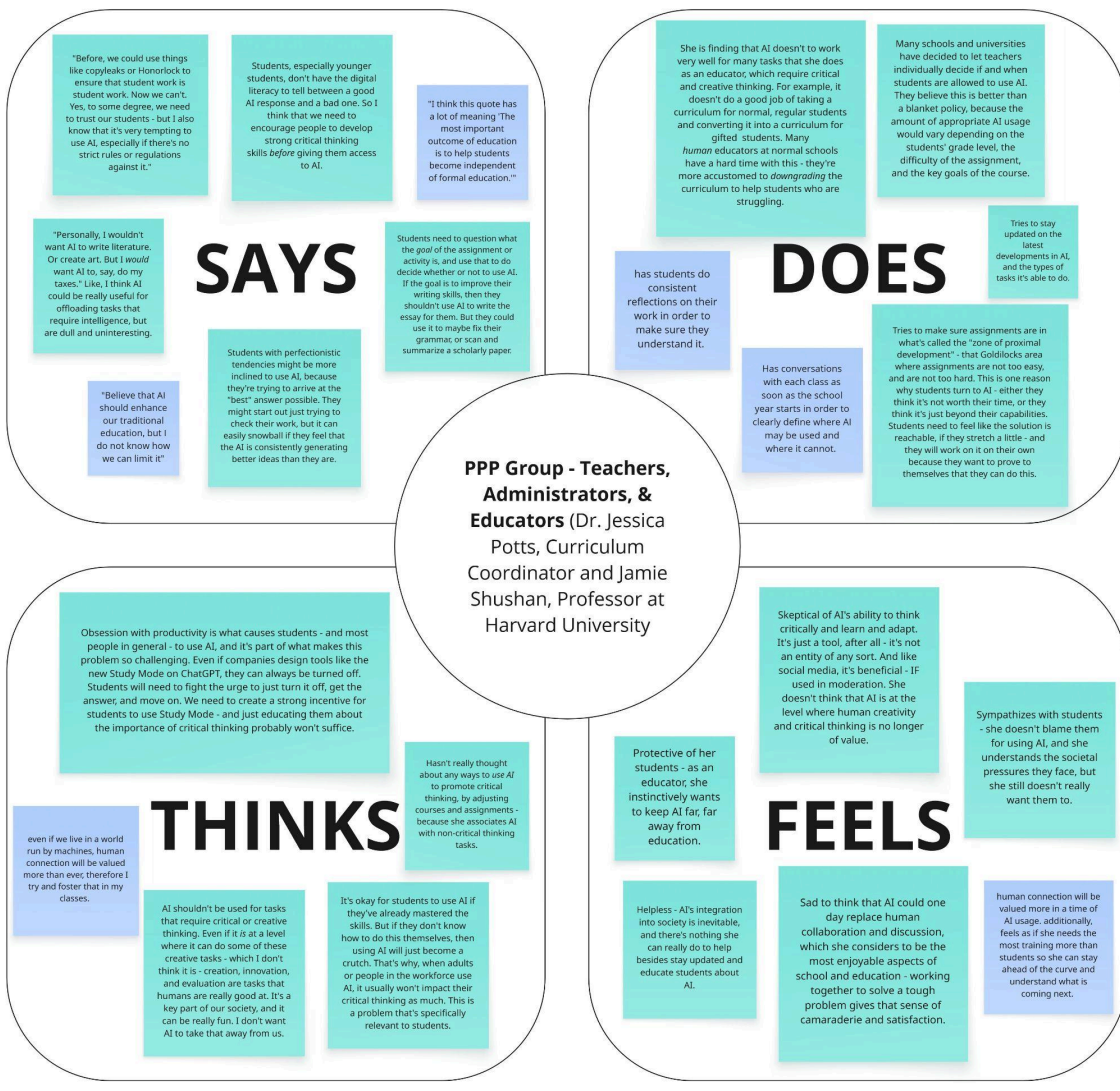 "Before, we could use things
like copyleaks or Honorlock to
ensure that student work is
student work. Now we can't.
Yes, to some degree, we need
to trust our students - but I also
know that it's very tempting to
use AI, especially if there's no
strict rules or regulations
against it."
Students, especially younger
students, don't have the digital
literacy to tell between a good
AI response and a bad one. So I
think that we need to
encourage people to develop
strong critical thinking
skills before giving them access
to AI.
"I think this quote has
a lot of meaning 'The
most important
outcome of education
is to help students
become independent
of formal education.'"
"Personally, I wouldn't
want AI to write literature.
Or create art. But I would
want AI to, say, do my
taxes." Like, I think AI
could be really useful for
offloading tasks that
require intelligence, but
are dull and uninteresting.
SAYS
Students need to question what
the goal of the assignment or
activity is, and use that to do
decide whether or not to use AI.
If the goal is to improve their
writing skills, then they
shouldn't use AI to write the
essay for them. But they could
use it to maybe fix their
grammar, or scan and
summarize a scholarly paper.
Students with perfectionistic
tendencies might be more
inclined to use AI, because
they're trying to arrive at the
"best" answer possible. They
might start out just trying to
check their work, but it can
easily snowball if they feel that
the AI is consistently generating
better ideas than they are.
"Believe that AI
should enhance
our traditional
education, but I
do not know how
we can limit it"
She is finding that AI doesn't to work
very well for many tasks that she does
as an educator, which require critical
and creative thinking. For example, it
doesn't do a good job of taking a
curriculum for normal, regular students
and converting it into a curriculum for
gifted students. Many
human educators at normal schools
have a hard time with this - they're
more accustomed to downgrading the
curriculum to help students who are
struggling.
Many schools and universities
have decided to let teachers
individually decide if and when
students are allowed to use AI.
They believe this is better than
a blanket policy, because the
amount of appropriate AI usage
would vary depending on the
students' grade level, the
difficulty of the assignment,
and the key goals of the course.
Tries to stay
updated on the
latest
developments in AI,
and the types of
tasks it's able to do.
DOES
has students do
consistent
reflections on their
work in order to
make sure they
understand it.
Has conversations
with each class as
soon as the school
year starts in order to
clearly define where AI
may be used and
where it cannot.
Tries to make sure assignments are in
what's called the "zone of proximal
development" - that Goldilocks area
where assignments are not too easy,
and are not too hard. This is one reason
why students turn to AI - either they
think it's not worth their time, or they
think it's just beyond their capabilities.
Students need to feel like the solution is
reachable, if they stretch a little - and
they will work on it on their own
because they want to prove to
themselves that they can do this.
PPP Group - Teachers,
Administrators, &
Educators (Dr. Jessica
Potts, Curriculum
Coordinator and Jamie
Shushan, Professor at
Harvard University
Obsession with productivity is what causes students - and most
people in general - to use AI, and it's part of what makes this
problem so challenging. Even if companies design tools like the
new Study Mode on ChatGPT, they can always be turned off.
Students will need to fight the urge to just turn it off, get the
answer, and move on. We need to create a strong incentive for
students to use Study Mode - and just educating them about
the importance of critical thinking probably won't suffice.
Hasn't really thought
about any ways to use AI
to promote critical
thinking, by adjusting
courses and assignments -
because she associates AI
with non-critical thinking
tasks.
THINKS
even if we live in a world
run by machines, human
connection will be valued
more than ever, therefore I
try and foster that in my
classes.
AI shouldn't be used for tasks
that require critical or creative
thinking. Even if it is at a level
where it can do some of these
creative tasks - which I don't
think it is - creation, innovation,
and evaluation are tasks that
humans are really good at. It's a
key part of our society, and it
can be really fun. I don't want
AI to take that away from us.
It's okay for students to use AI if
they've already mastered the
skills. But if they don't know
how to do this themselves, then
using AI will just become a
crutch. That's why, when adults
or people in the workforce use
AI, it usually won't impact their
critical thinking as much. This is
a problem that's specifically
relevant to students.
Skeptical of AI's ability to think
critically and learn and adapt.
It's just a tool, after all - it's not
an entity of any sort. And like
social media, it's beneficial - IF
used in moderation. She
doesn't think that AI is at the
level where human creativity
and critical thinking is no longer
of value.
Sympathizes with students
- she doesn't blame them
for using AI, and she
understands the societal
pressures they face, but
she still doesn't really
want them to.
Protective of her
students - as an
educator, she
instinctively wants
to keep AI far, far
away from
education.
FEELS
Helpless - AI's integration
into society is inevitable,
and there's nothing she
can really do to help
besides stay updated and
educate students about
AI.
Sad to think that AI could one
day replace human
collaboration and discussion,
which she considers to be the
most enjoyable aspects of
school and education - working
together to solve a tough
problem gives that sense of
camaraderie and satisfaction.
human connection will be
valued more in a time of
AI usage. additionally,
feels as if she needs the
most training more than
students so she can stay
ahead of the curve and
understand what is
coming next.